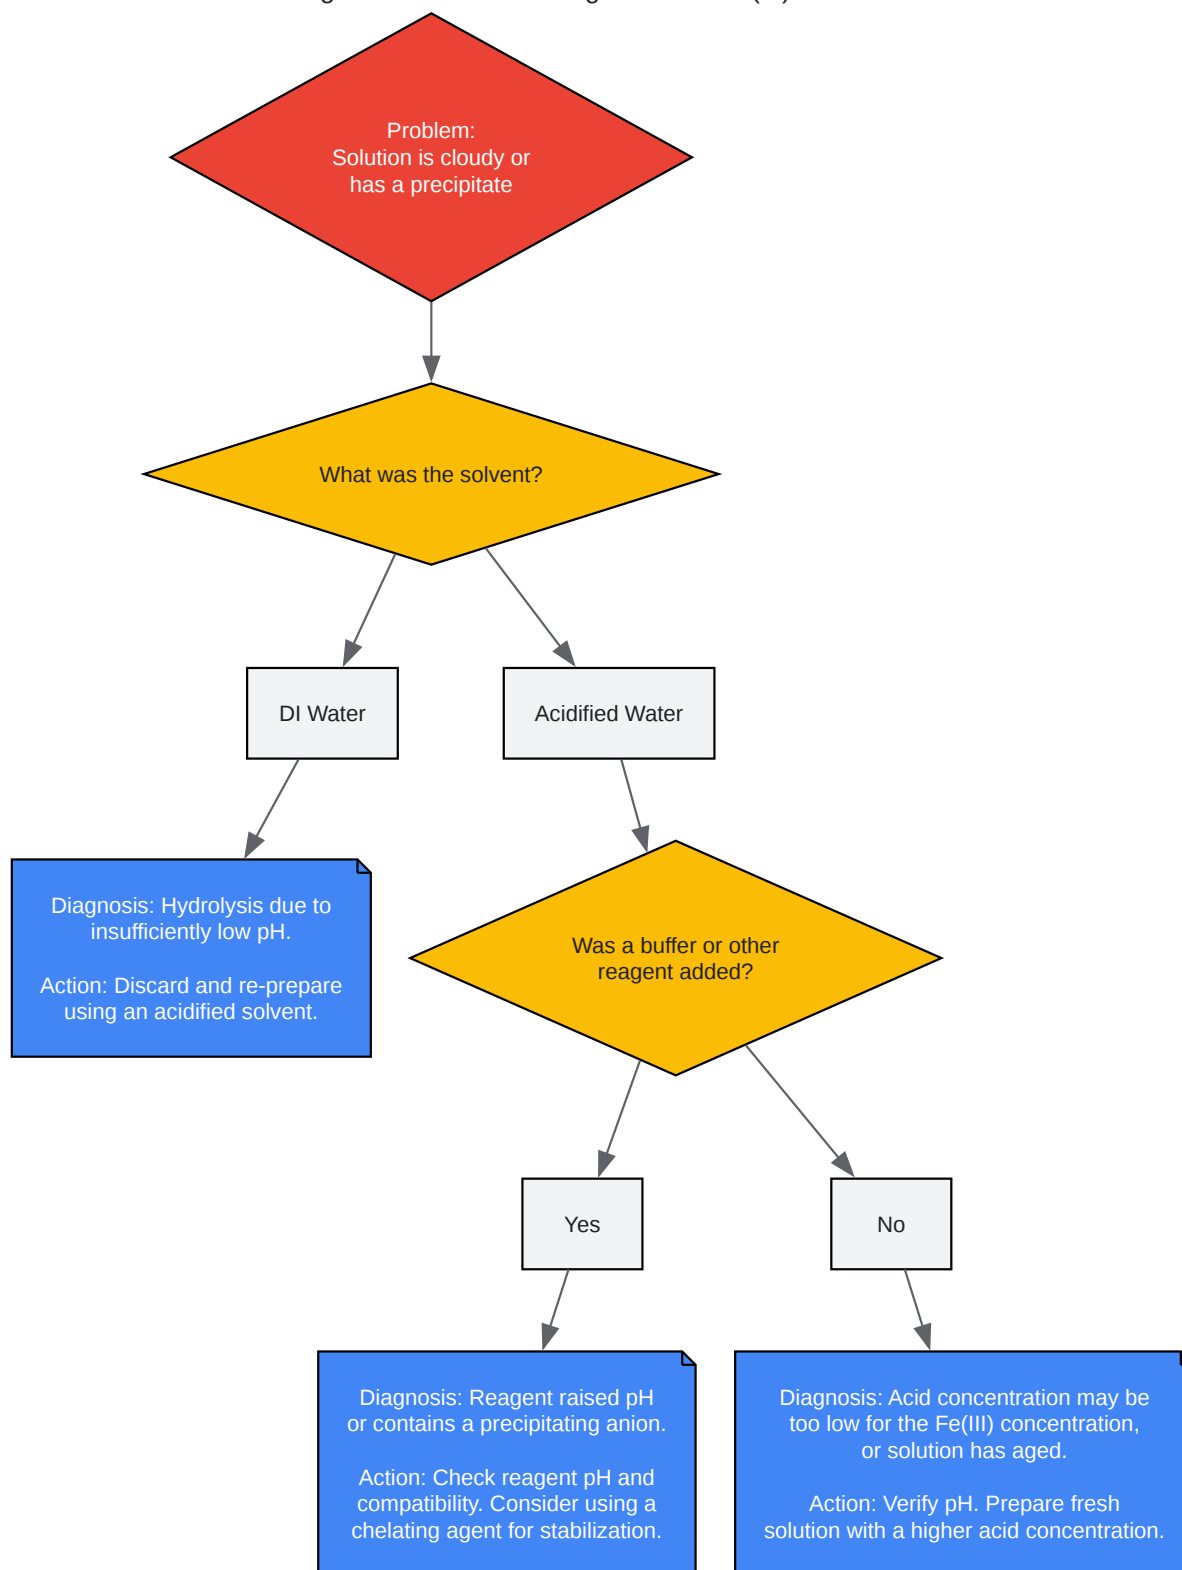 Problem:
Solution is cloudy or
has a precipitate
What was the solvent?
DI Water
Acidified Water
Diagnosis: Hydrolysis due to
insufficiently low pH.
Action: Discard and re-prepare
using an acidified solvent.
Was a buffer or other
reagent added?
Yes
No
Diagnosis: Reagent raised pH
or contains a precipitating anion.
Action: Check reagent pH and
compatibility. Consider using a
chelating agent for stabilization.
Diagnosis: Acid concentration may be
too low for the Fe(III) concentration,
or solution has aged.
Action: Verify pH. Prepare fresh
solution with a higher acid concentration.